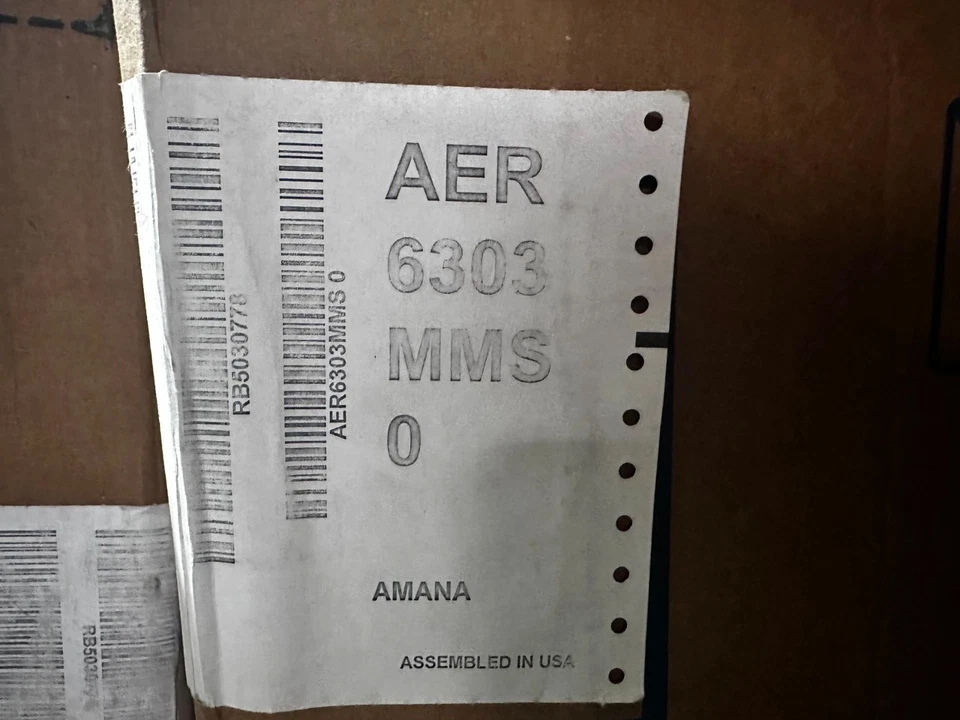 RB5030778
AER6303MMS 0
AER
6303
MMS
0
AMANA
ASSEMBLED IN USA